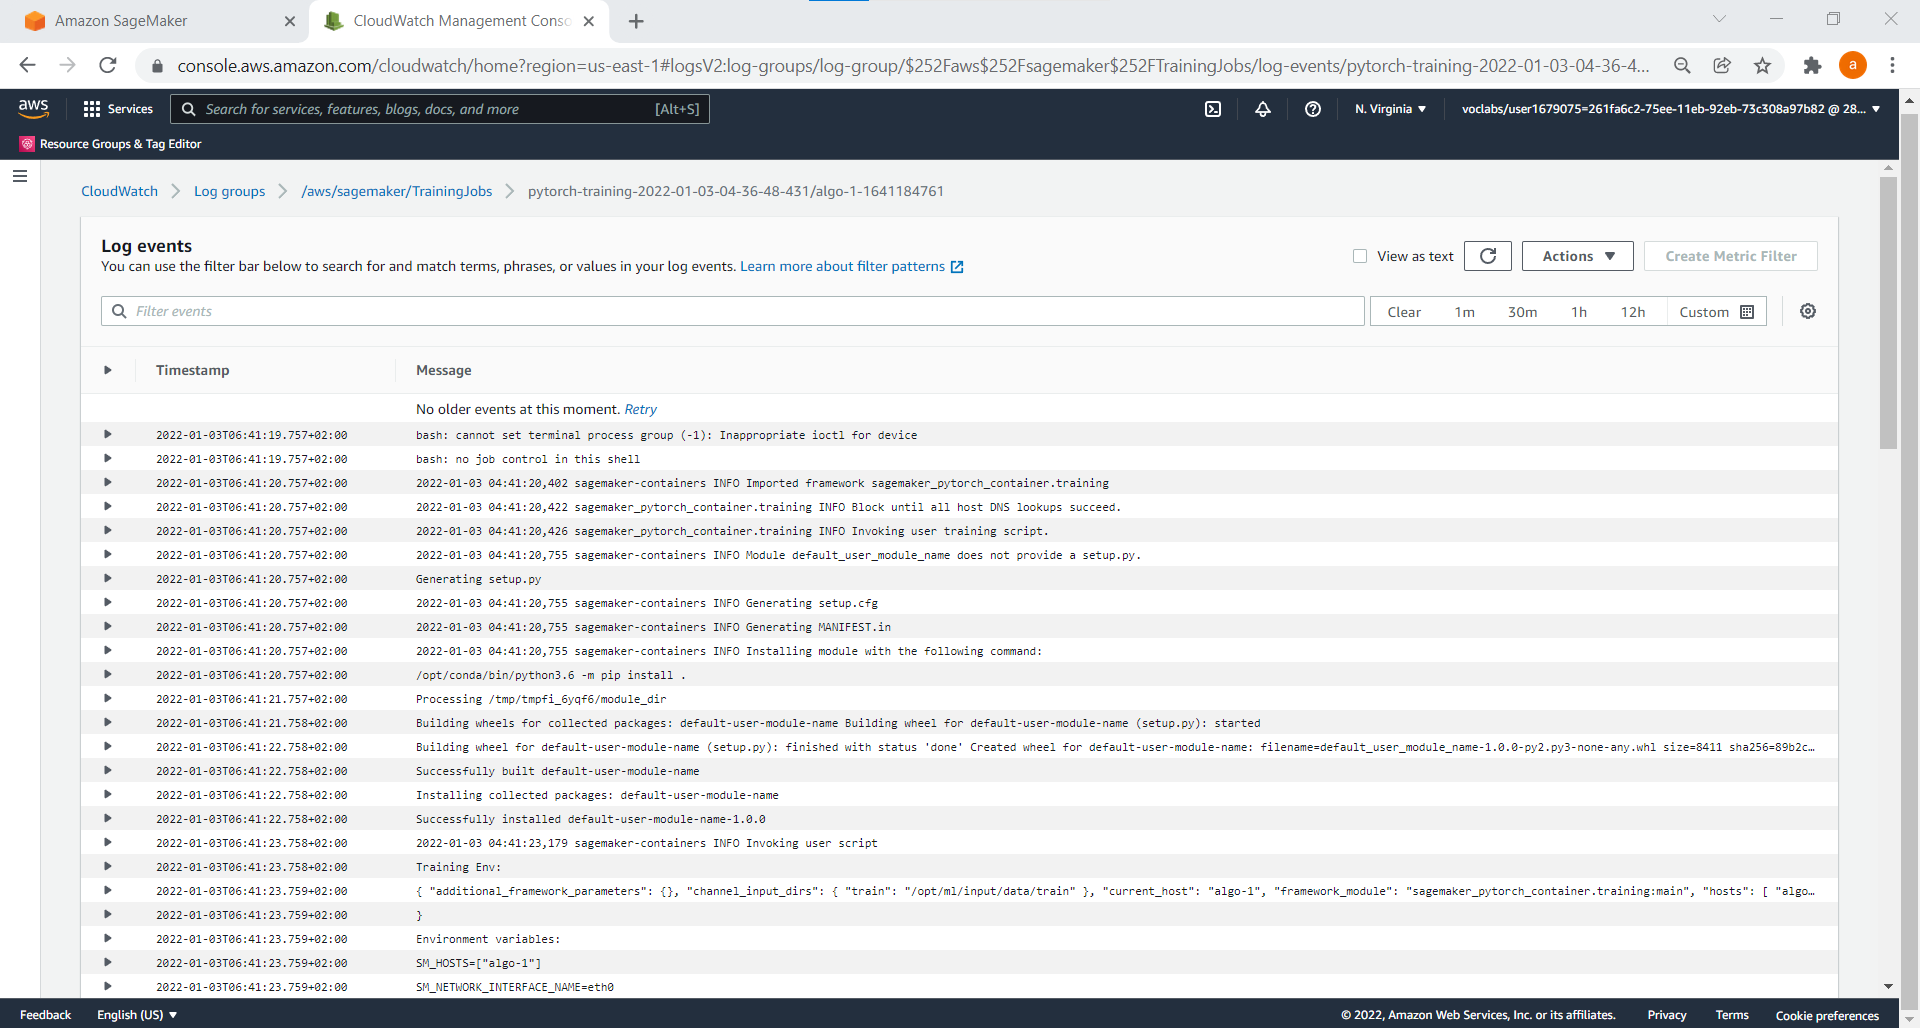 Amazon SageMaker
CloudWatch Management Conso
console.aws.amazon.com/cloudwatch/home?region=us-east-1#logsV2:log-groups/log-group/$252Faws$252Fsagemaker$252FTrainingJobs/log-events/pytorch-training-2022-01-03-04-36-4...
a
aws
Services
Search for services, features, blogs, docs, and more
[Alt+S]
N. Virginia
voclabs/user1679075=261fa6c2-75ee-11eb-92eb-73c308a97b82 @ 28...
Resource Groups & Tag Editor
CloudWatch
Log groups
/aws/sagemaker/TrainingJobs
pytorch-training-2022-01-03-04-36-48-431/algo-1-1641184761
Log events
You can use the filter bar below to search for and match terms, phrases, or values in your log events. Learn more about filter patterns
View as text
Actions
Create Metric Filter
Filter events
Clear 1m 30m 1h 12h Custom
Timestamp Message
No older events at this moment. Retry
2022-01-03T06:41:19.757+02:00 bash: cannot set terminal process group (-1): Inappropriate ioctl for device
2022-01-03T06:41:19.757+02:00 bash: no job control in this shell
2022-01-03T06:41:20.757+02:00 2022-01-03 04:41:20,402 sagemaker-containers INFO Imported framework sagemaker_pytorch_container.training
2022-01-03T06:41:20.757+02:00 2022-01-03 04:41:20,422 sagemaker_pytorch_container.training INFO Block until all host DNS lookups succeed.
2022-01-03T06:41:20.757+02:00 2022-01-03 04:41:20,426 sagemaker_pytorch_container.training INFO Invoking user training script.
2022-01-03T06:41:20.757+02:00 2022-01-03 04:41:20,755 sagemaker-containers INFO Module default_user_module_name does not provide a setup.py.
2022-01-03T06:41:20.757+02:00 Generating setup.py
2022-01-03T06:41:20.757+02:00 2022-01-03 04:41:20,755 sagemaker-containers INFO Generating setup.cfg
2022-01-03T06:41:20.757+02:00 2022-01-03 04:41:20,755 sagemaker-containers INFO Generating MANIFEST.in
2022-01-03T06:41:20.757+02:00 2022-01-03 04:41:20,755 sagemaker-containers INFO Installing module with the following command:
2022-01-03T06:41:20.757+02:00 /opt/conda/bin/python3.6 -m pip install .
2022-01-03T06:41:21.757+02:00 Processing /tmp/tmpfi_6yqf6/module_dir
2022-01-03T06:41:21.758+02:00 Building wheels for collected packages: default-user-module-name Building wheel for default-user-module-name (setup.py): started
2022-01-03T06:41:22.758+02:00 Building wheel for default-user-module-name (setup.py): finished with status 'done' Created wheel for default-user-module-name: filename=default_user_module_name-1.0.0-py2.py3-none-any.whl size=8411 sha256=89b2c...
2022-01-03T06:41:22.758+02:00 Successfully built default-user-module-name
2022-01-03T06:41:22.758+02:00 Installing collected packages: default-user-module-name
2022-01-03T06:41:22.758+02:00 Successfully installed default-user-module-name-1.0.0
2022-01-03T06:41:23.758+02:00 2022-01-03 04:41:23,179 sagemaker-containers INFO Invoking user script
2022-01-03T06:41:23.758+02:00 Training Env:
2022-01-03T06:41:23.759+02:00 { "additional_framework_parameters": {}, "channel_input_dirs": { "train": "/opt/ml/input/data/train" }, "current_host": "algo-1", "framework_module": "sagemaker_pytorch_container.training:main", "hosts": [ "algo...
2022-01-03T06:41:23.759+02:00 }
2022-01-03T06:41:23.759+02:00 Environment variables:
2022-01-03T06:41:23.759+02:00 SM_HOSTS=["algo-1"]
2022-01-03T06:41:23.759+02:00 SM_NETWORK_INTERFACE_NAME=eth0
Feedback English (US) © 2022, Amazon Web Services, Inc. or its affiliates. Privacy Terms Cookie preferences